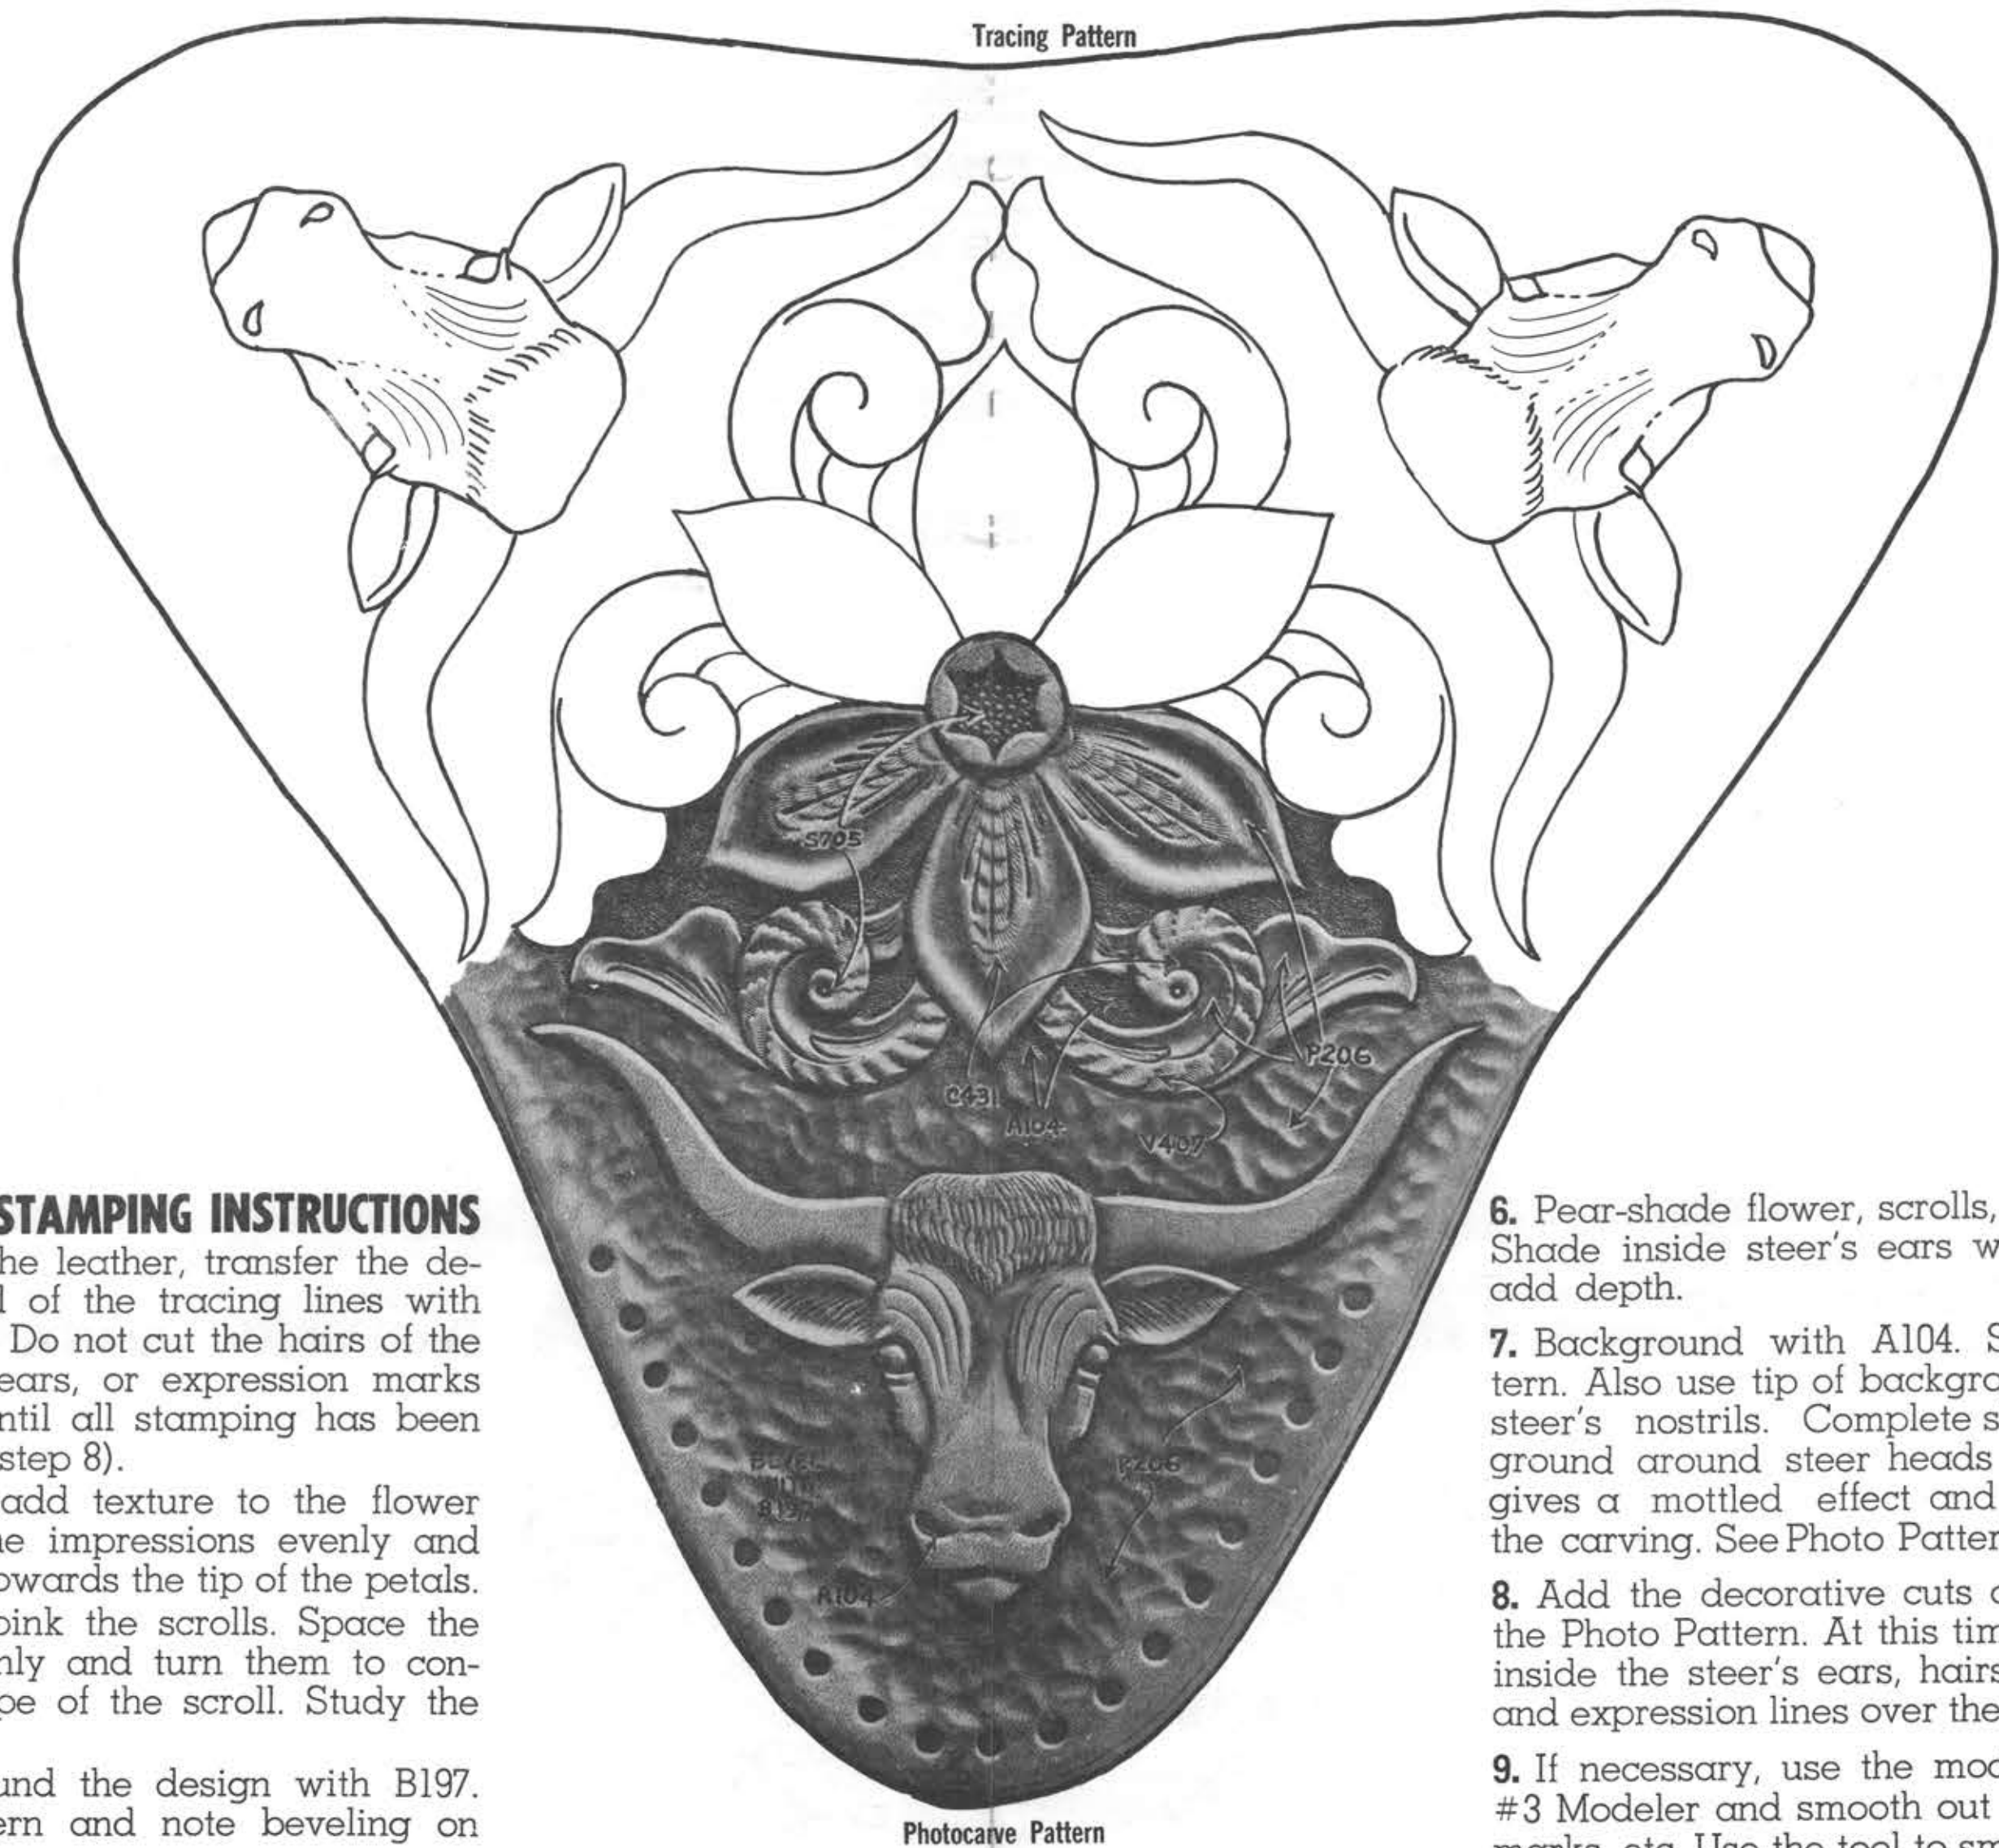 Tracing Pattern
S705
P206
C431
A104
V407
BEVEL
WITH
B197
P206
A104
Photocarve Pattern
STAMPING INSTRUCTIONS
he leather, transfer the de-
l of the tracing lines with
Do not cut the hairs of the
ears, or expression marks
ntil all stamping has been
step 8).
add texture to the flower
e impressions evenly and
owards the tip of the petals.
pink the scrolls. Space the
nly and turn them to con-
pe of the scroll. Study the
und the design with B197.
ern and note beveling on
6. Pear-shade flower, scrolls,
Shade inside steer's ears w
add depth.
7. Background with A104. S
tern. Also use tip of backgro
steer's nostrils. Complete s
ground around steer heads
gives a mottled effect and
the carving. See Photo Patter
8. Add the decorative cuts o
the Photo Pattern. At this tim
inside the steer's ears, hairs
and expression lines over the
9. If necessary, use the mod
#3 Modeler and smooth out
marks, etc. Use the tool to sm